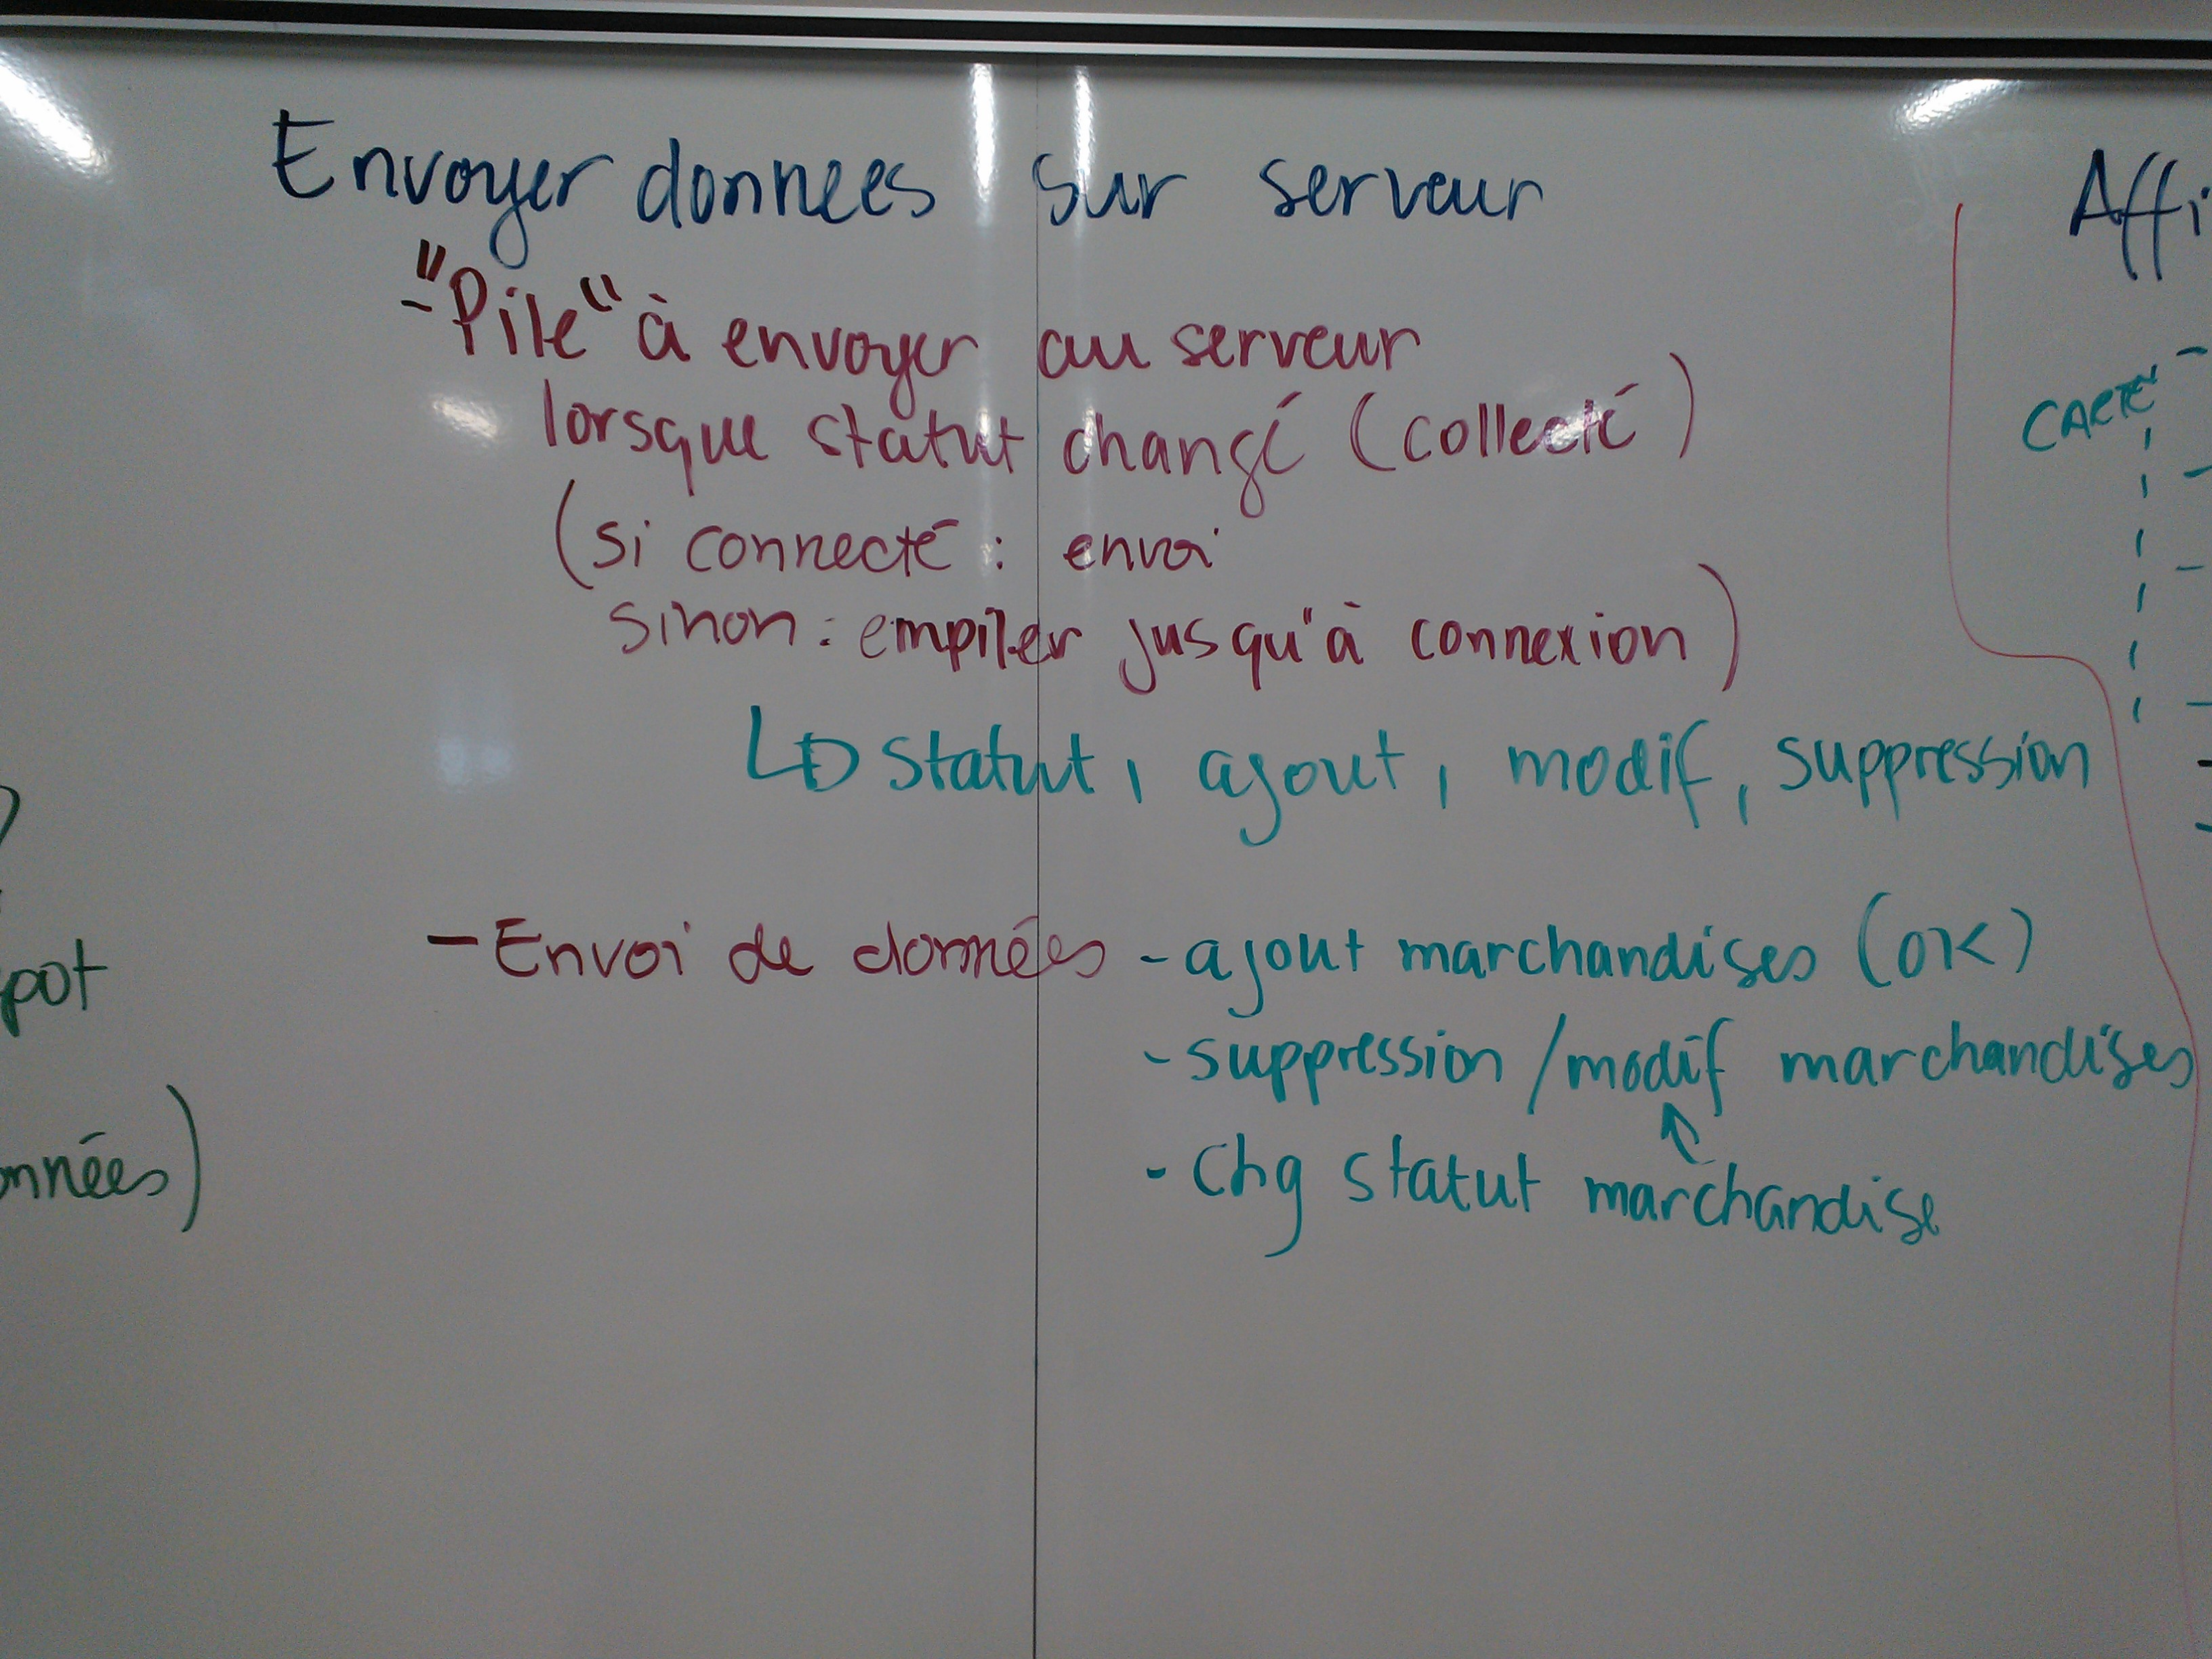 Envoyer donnees sur serveur
- "Pile" à envoyer au serveur
lorsque statut changé (collecté)
(si connecté : envoi
sinon : empiler jusqu'à connexion)
↳ statut, ajout, modif, suppression
- Envoi de données - ajout marchandises (OK)
- suppression / modif marchandises
- Chg statut marchandise
pot
nnées)
Affi
CARTE